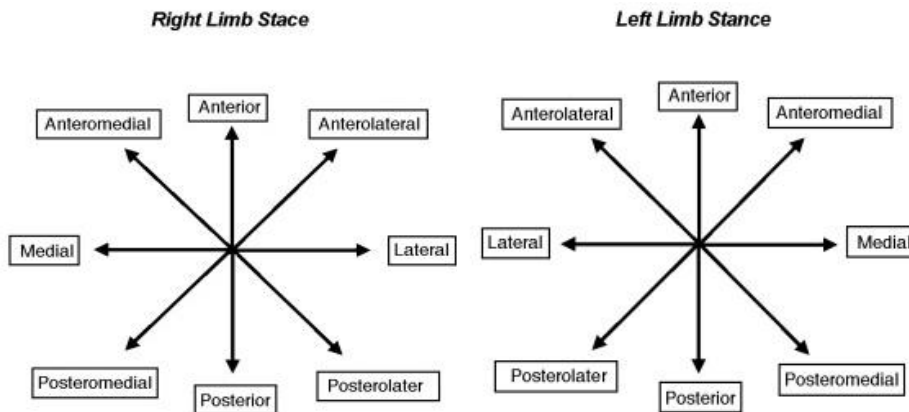 Right Limb Stace
Anterior
Anteromedial
Anterolateral
Medial
Lateral
Posteromedial
Posterior
Posterolater
Left Limb Stance
Anterior
Anterolateral
Anteromedial
Lateral
Medial
Posterolater
Posterior
Posteromedial